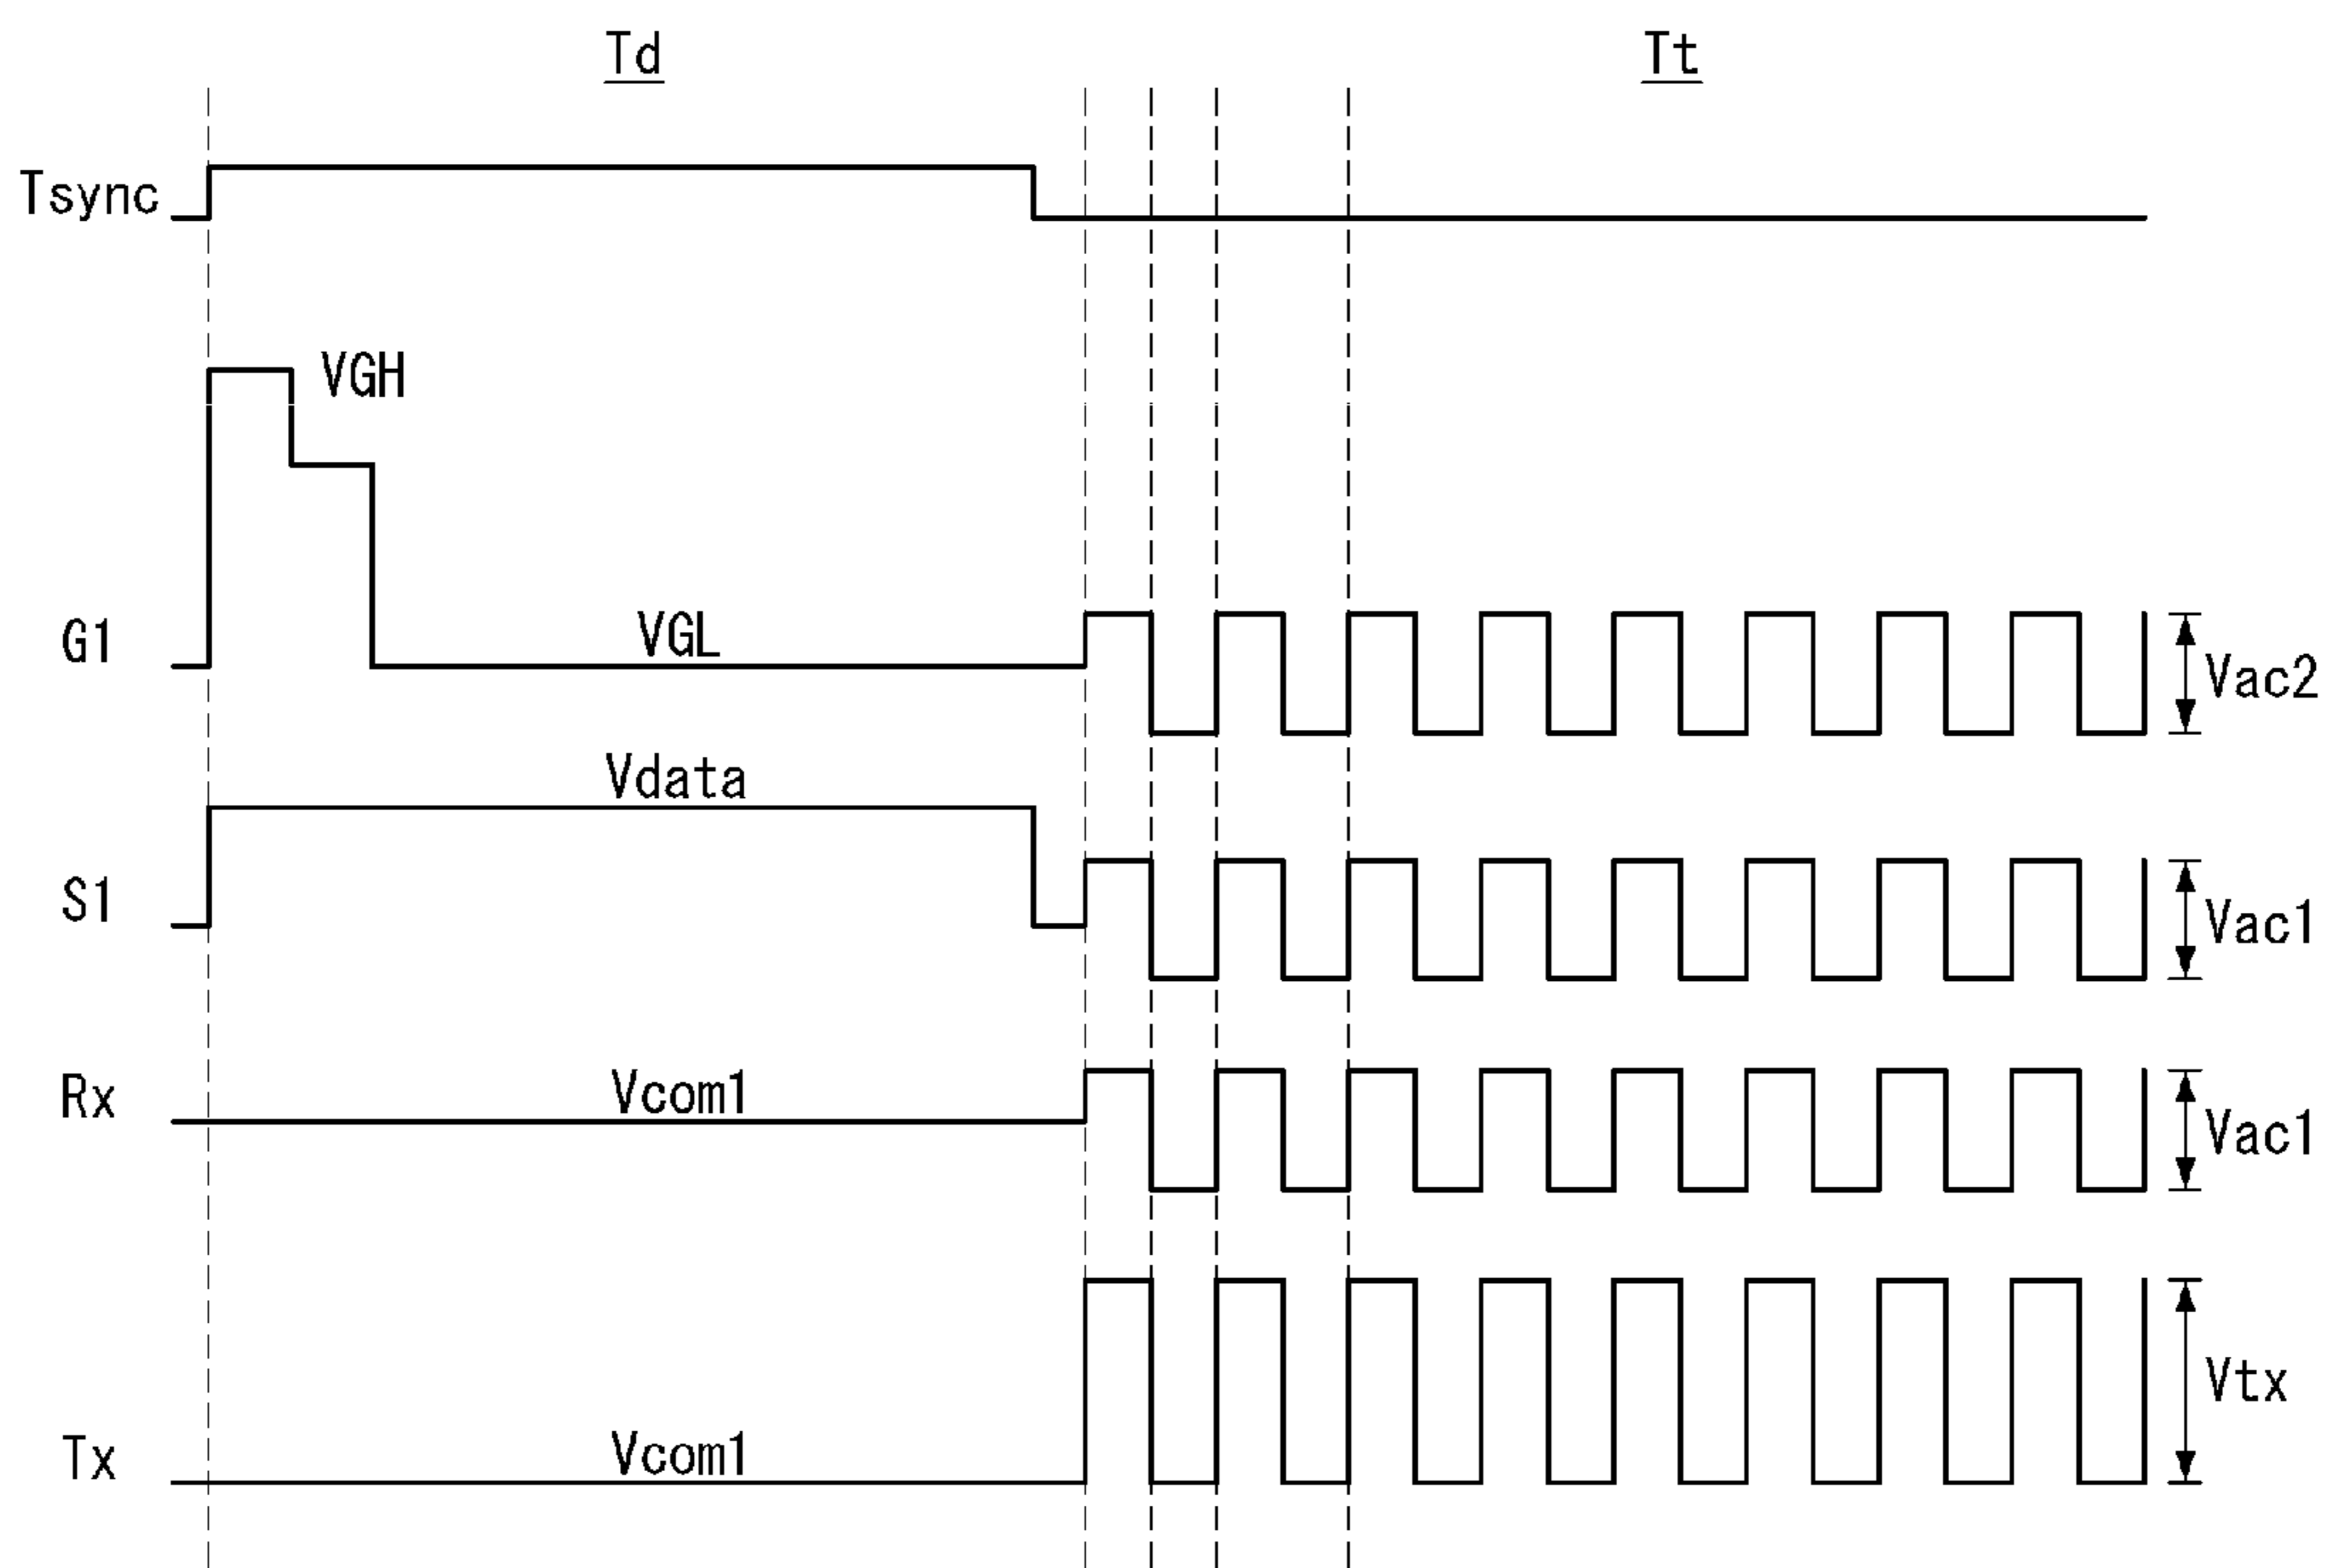 Td
Tt
Tsync
VGH
G1
VGL
Vac2
Vdata
S1
Vac1
Rx
Vcom1
Vac1
Vtx
Tx
Vcom1